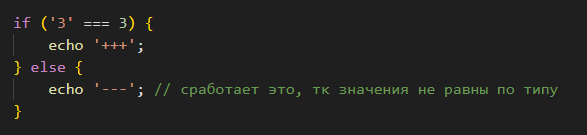 if ('3' === 3) {
    echo '+++';
} else {
    echo '---'; // сработает это, тк значения не равны по типу
}